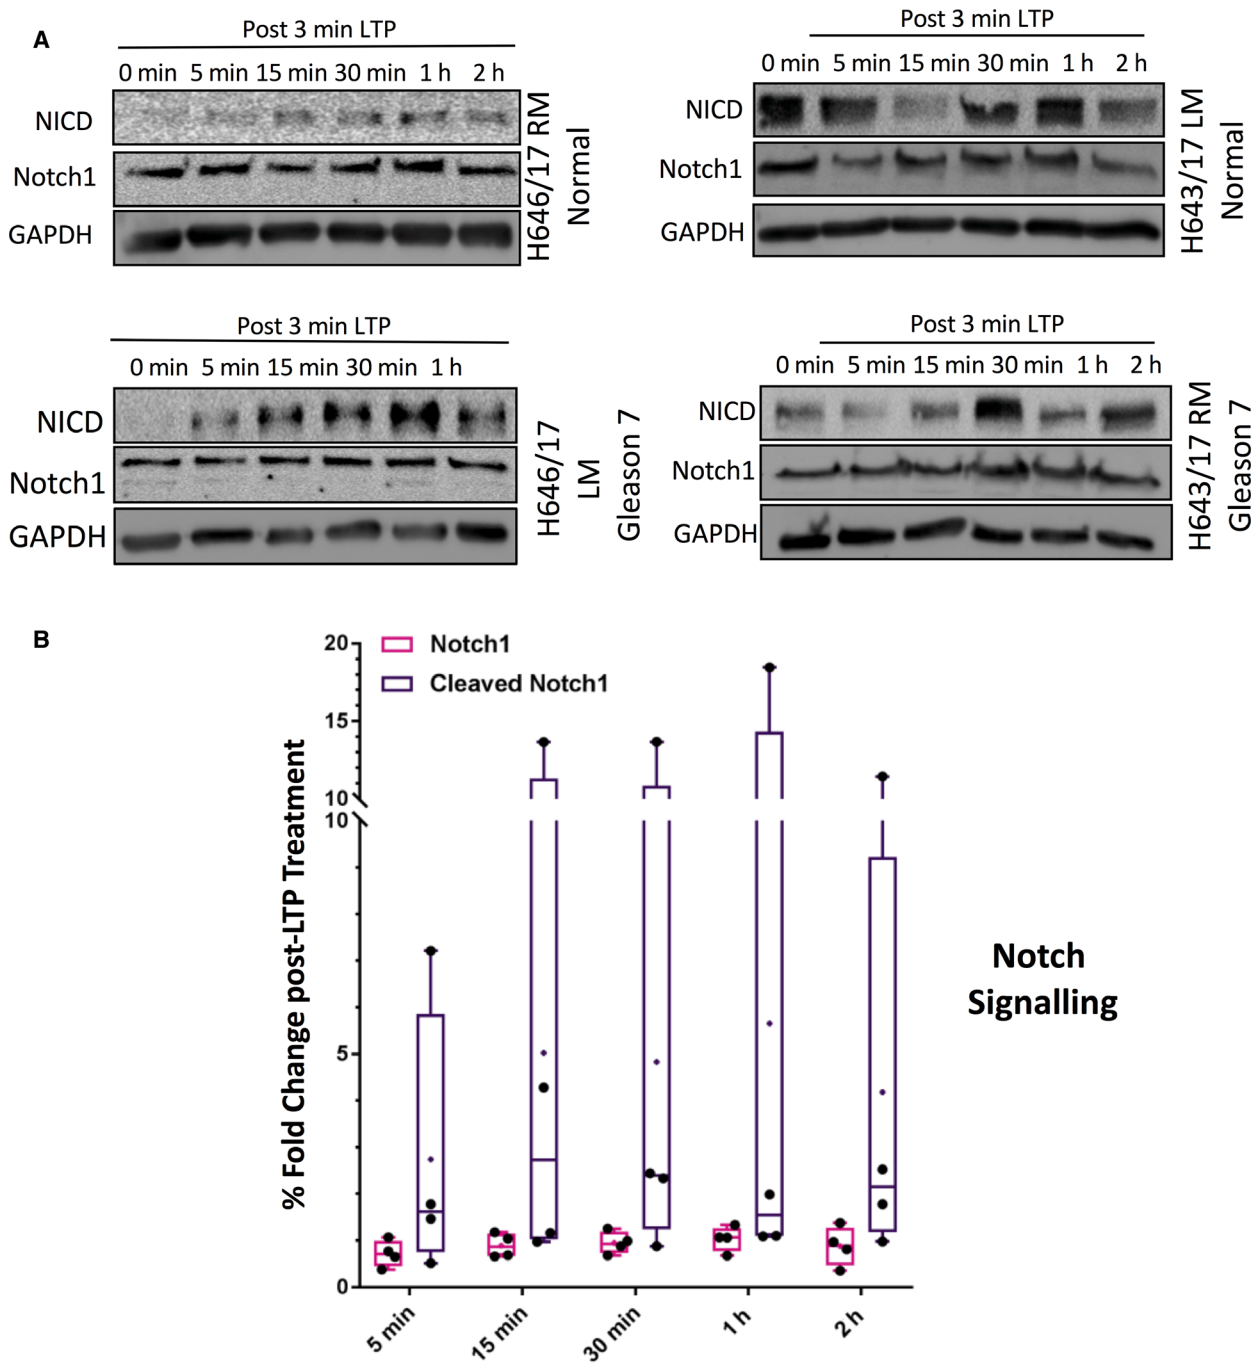 A
Post 3 min LTP
0 min 5 min 15 min 30 min 1 h 2 h
NICD
Notch1
GAPDH
H646/17 RM
Normal
Post 3 min LTP
0 min 5 min 15 min 30 min 1 h 2 h
NICD
Notch1
GAPDH
H643/17 LM
Normal
Post 3 min LTP
0 min 5 min 15 min 30 min 1 h
NICD
Notch1
GAPDH
H646/17
LM
Gleason 7
Post 3 min LTP
0 min 5 min 15 min 30 min 1 h 2 h
NICD
Notch1
GAPDH
H643/17 RM
Gleason 7
B
Notch1
Cleaved Notch1
% Fold Change post-LTP Treatment
20
15
10
10
5
0
5 min
15 min
30 min
1 h
2 h
Notch
Signalling